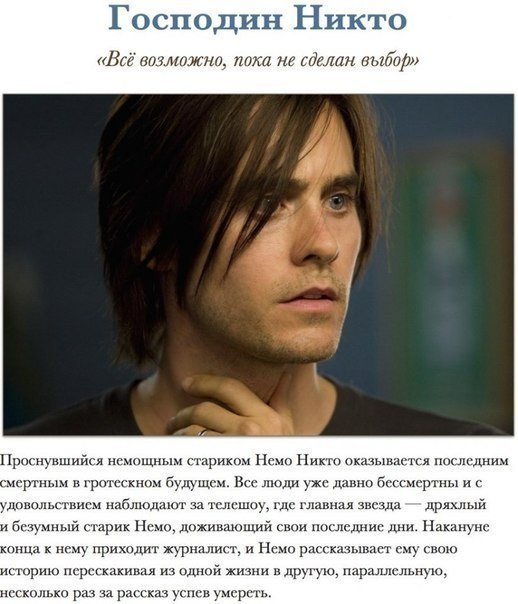 Господин Никто
«Всё возможно, пока не сделан выбор»
Проснувшийся немощным стариком Немо Никто оказывается последним
смертным в гротескном будущем. Все люди уже давно бессмертны и с
удовольствием наблюдают за телешоу, где главная звезда — дряхлый
и безумный старик Немо, доживающий свои последние дни. Накануне
конца к нему приходит журналист, и Немо рассказывает ему свою
историю перескакивая из одной жизни в другую, параллельную,
несколько раз за рассказ успев умереть.